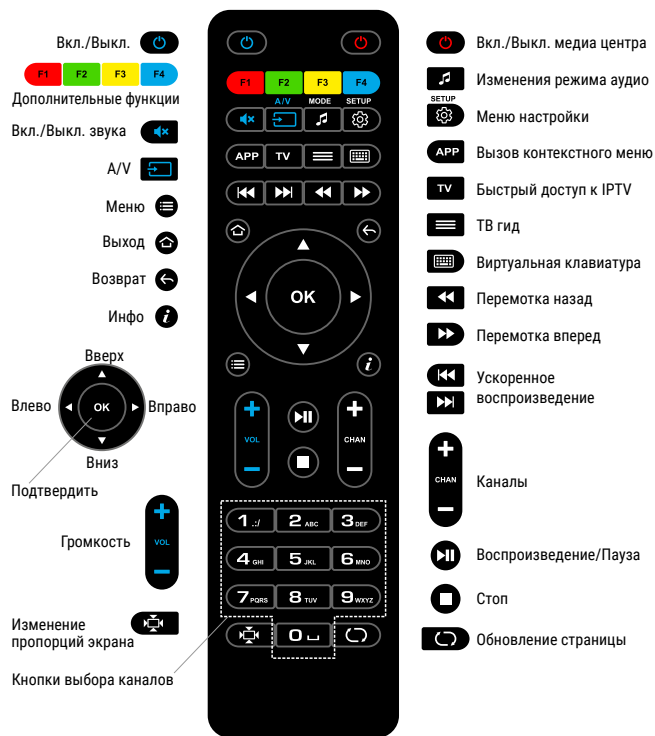 Вкл./Выкл.
F1 F2 F3 F4
Дополнительные функции
Вкл./Выкл. звука
A/V
Меню
Выход
Возврат
Инфо i
Вверх
Влево OK Вправо
Вниз
Подтвердить
Громкость VOL
Изменение
пропорций экрана
Кнопки выбора каналов
F1 F2 F3 F4
A/V MODE SETUP
APP TV
OK
i
VOL CHAN
1 .:/ 2 ABC 3 DEF
4 GHI 5 JKL 6 MNO
7 PQRS 8 TUV 9 WXYZ
0
Вкл./Выкл. медиа центра
Изменения режима аудио
SETUP
Меню настройки
APP Вызов контекстного меню
TV Быстрый доступ к IPTV
ТВ гид
Виртуальная клавиатура
Перемотка назад
Перемотка вперед
Ускоренное
воспроизведение
CHAN Каналы
Воспроизведение/Пауза
Стоп
Обновление страницы